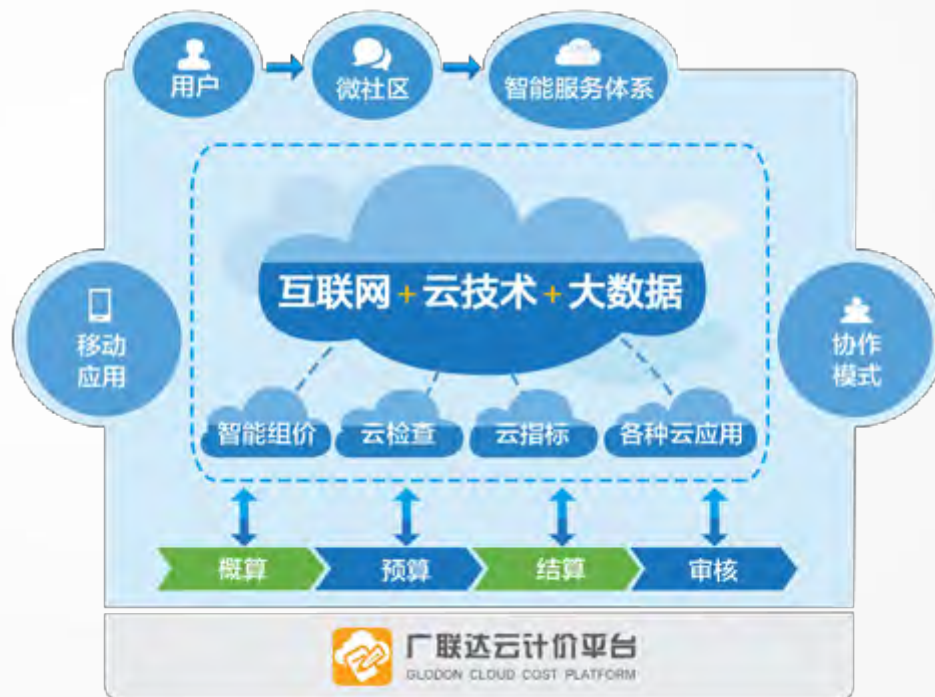 用户
微社区
智能服务体系
互联网+云技术+大数据
移动
应用
协作
模式
智能组价
云检查
云指标
各种云应用
概算
预算
结算
审核
广联达云计价平台
GLODON CLOUD COST PLATFORM